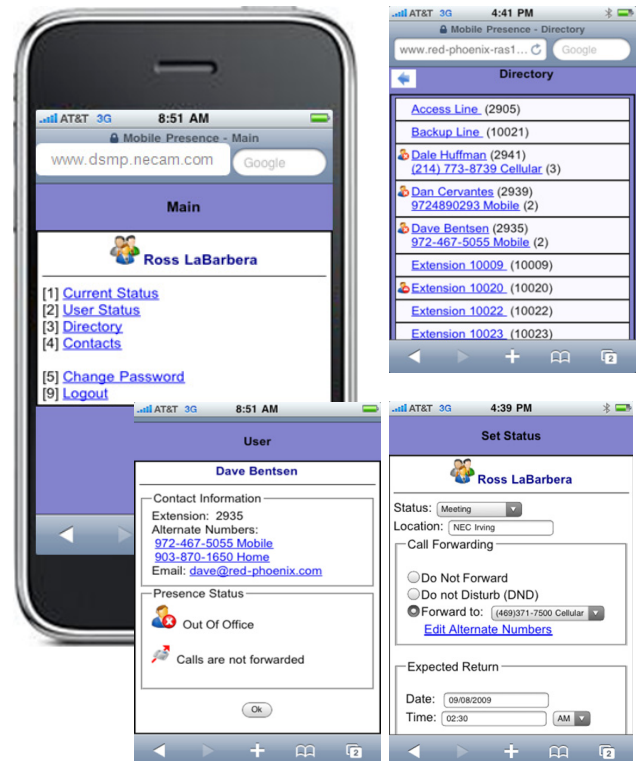 AT&T 3G 8:51 AM
Mobile Presence - Main
www.dsmp.necam.com Google
Main
Ross LaBarbera
[1] Current Status
[2] User Status
[3] Directory
[4] Contacts
[5] Change Password
[9] Logout
AT&T 3G 4:41 PM
Mobile Presence - Directory
www.red-phoenix-ras1... Google
Directory
Access Line (2905)
Backup Line (10021)
Dale Huffman (2941)
(214) 773-8739 Cellular (3)
Dan Cervantes (2939)
9724890293 Mobile (2)
Dave Bentsen (2935)
972-467-5055 Mobile (2)
Extension 10009 (10009)
Extension 10020 (10020)
Extension 10022 (10022)
Extension 10023 (10023)
2
AT&T 3G 8:51 AM
User
Dave Bentsen
Contact Information
Extension: 2935
Alternate Numbers:
972-467-5055 Mobile
903-870-1650 Home
Email: dave@red-phoenix.com
Presence Status
Out Of Office
Calls are not forwarded
Ok
2
AT&T 3G 4:39 PM
Set Status
Ross LaBarbera
Status: Meeting
Location: NEC Irving
Call Forwarding
Do Not Forward
Do not Disturb (DND)
Forward to: (469)371-7500 Cellular
Edit Alternate Numbers
Expected Return
Date: 09/08/2009
Time: 02:30 AM
2